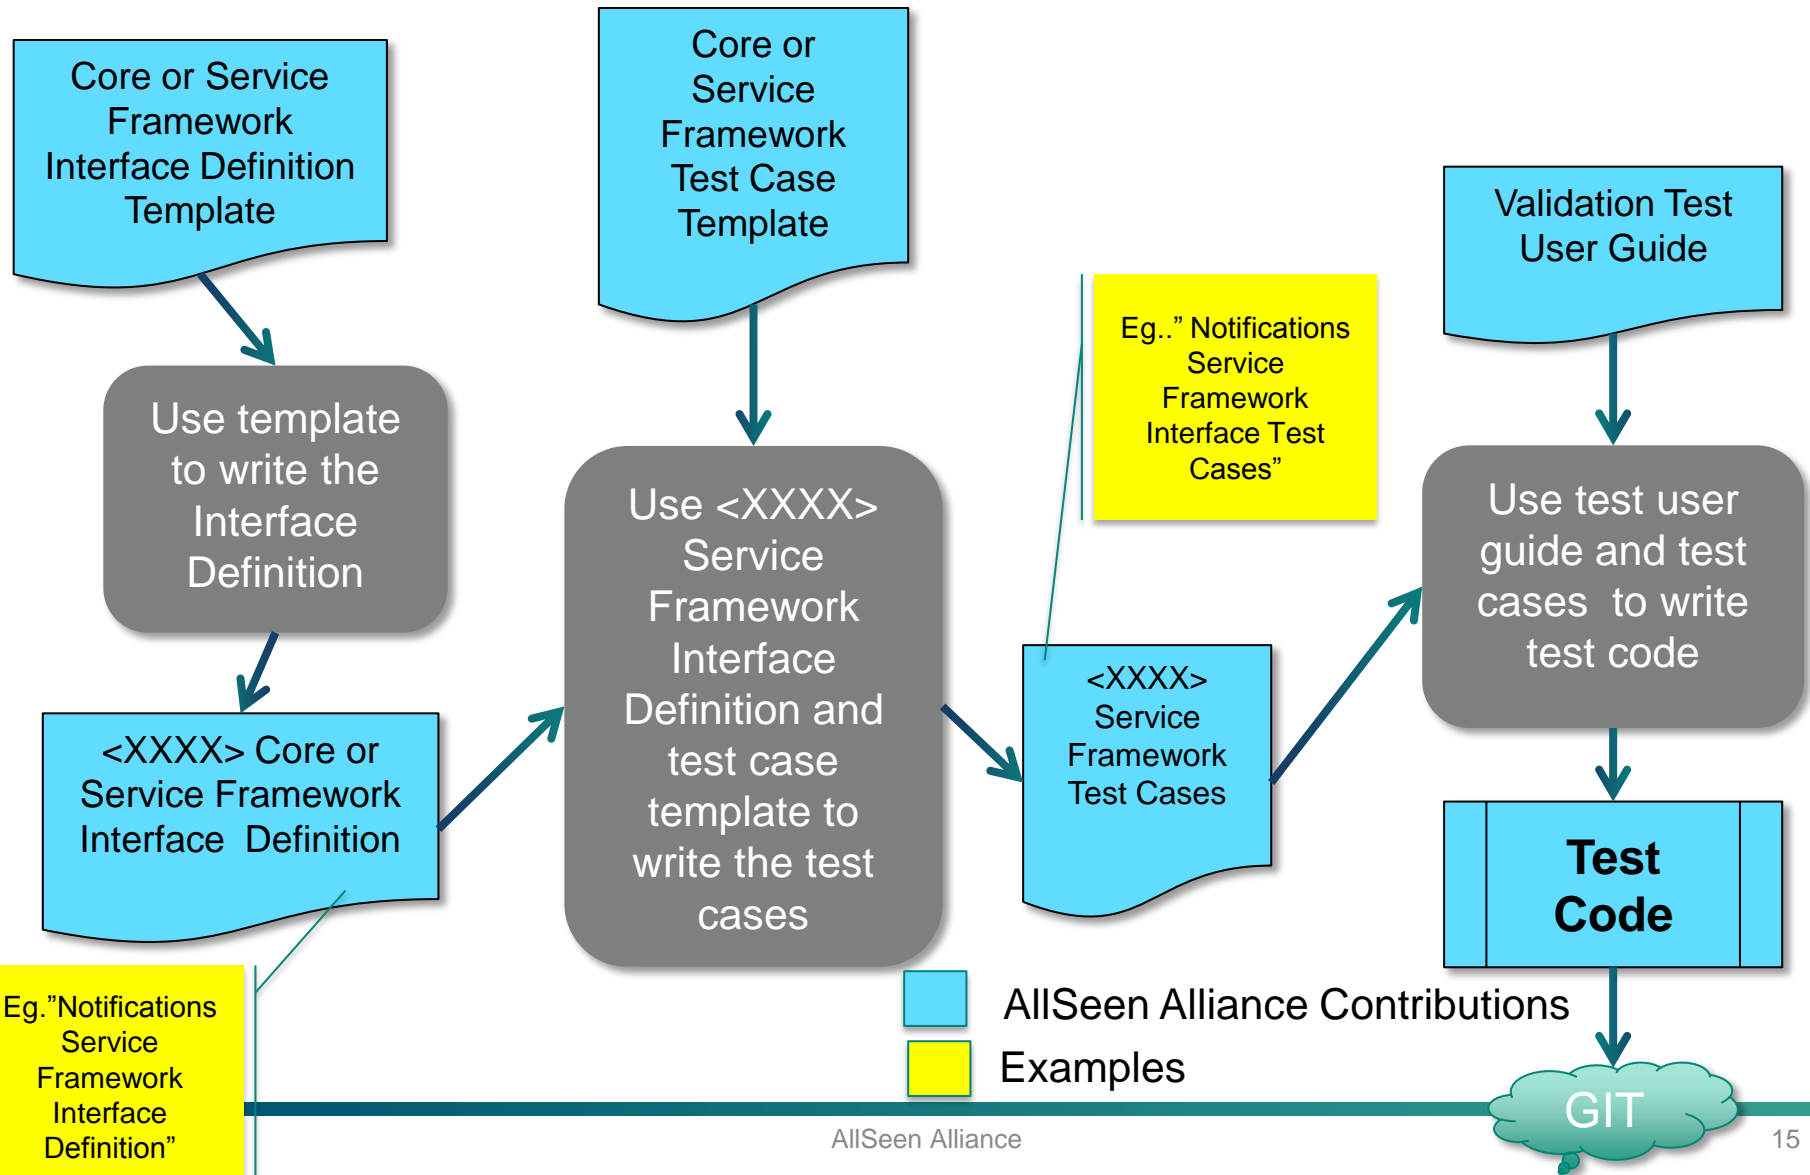 Core or Service
Framework
Interface Definition
Template
Core or
Service
Framework
Test Case
Template
Validation Test
User Guide
Eg..” Notifications
Service
Framework
Interface Test
Cases”
Use template
to write the
Interface
Definition
Use <XXXX>
Service
Framework
Interface
Definition and
test case
template to
write the test
cases
Use test user
guide and test
cases  to write
test code
<XXXX> Core or
Service Framework
Interface  Definition
<XXXX>
Service
Framework
Test Cases
Test
Code
Eg.”Notifications
Service
Framework
Interface
Definition”
AllSeen Alliance Contributions
Examples
GIT
AllSeen Alliance
15